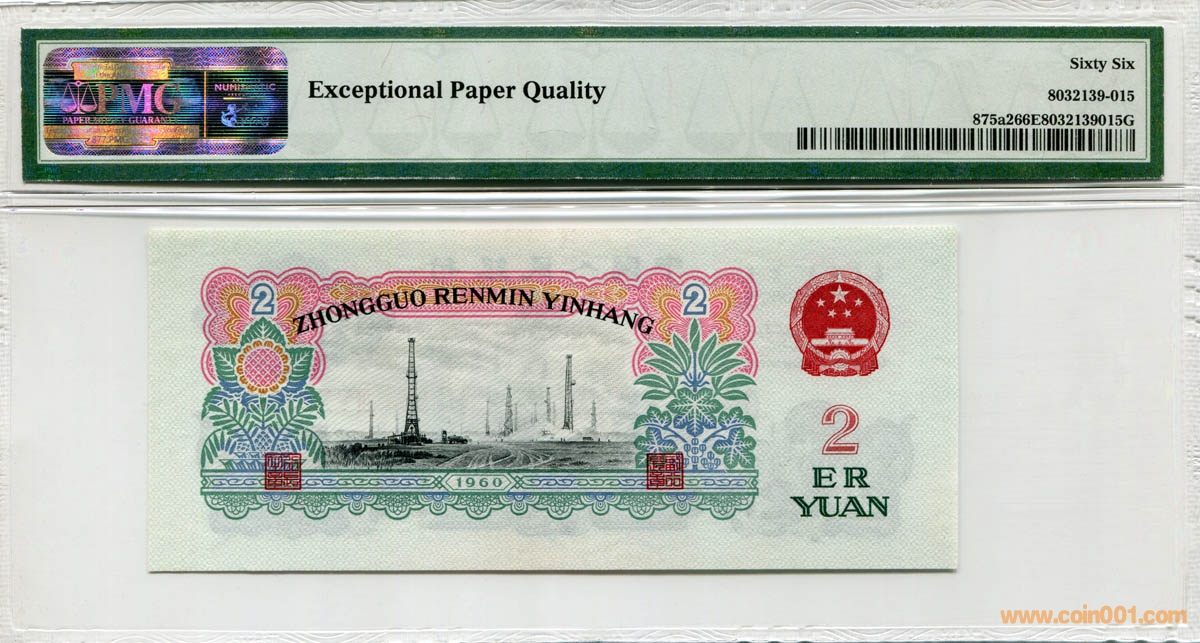 PMG
NUMISMATIC
PAPER MONEY GUARANTY
Exceptional Paper Quality
Sixty Six
8032139-015
875a266E8032139015G
2
2
ZHONGGUO RENMIN YINHANG
2
ER
YUAN
1960
www.coin001.com